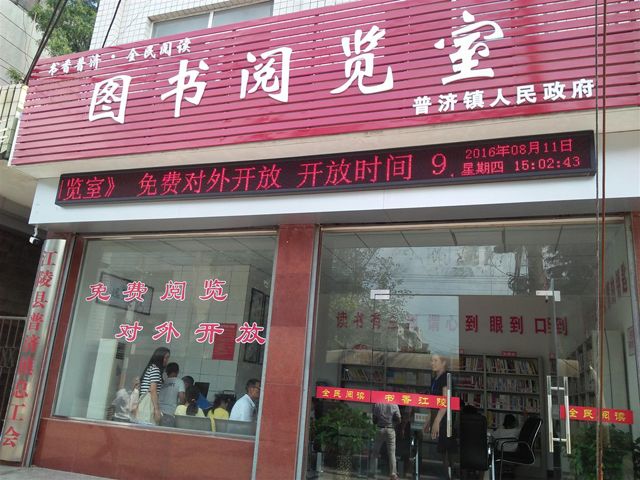 书香普济·全民阅读
图书阅览室
普济镇人民政府
览室》 免费对外开放 开放时间 9
2016年08月11日
星期四 15:02:43
江陵县普济镇总工会
免费阅览
对外开放
读书有三到 谓心到 眼到 口到
全民阅读 书香江陵
全民阅读